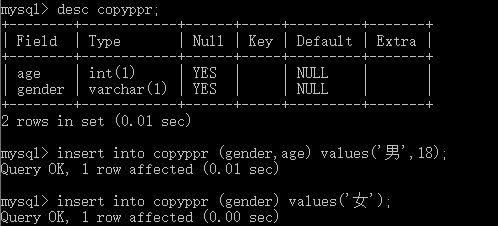 mysql> desc copyppr;
+--------+------------+------+-----+---------+-------+
| Field  | Type       | Null | Key | Default | Extra |
+--------+------------+------+-----+---------+-------+
| age    | int(1)     | YES  |     | NULL    |       |
| gender | varchar(1) | YES  |     | NULL    |       |
+--------+------------+------+-----+---------+-------+
2 rows in set (0.01 sec)
mysql> insert into copyppr (gender,age) values('男',18);
Query OK, 1 row affected (0.01 sec)
mysql> insert into copyppr (gender) values('女');
Query OK, 1 row affected (0.00 sec)